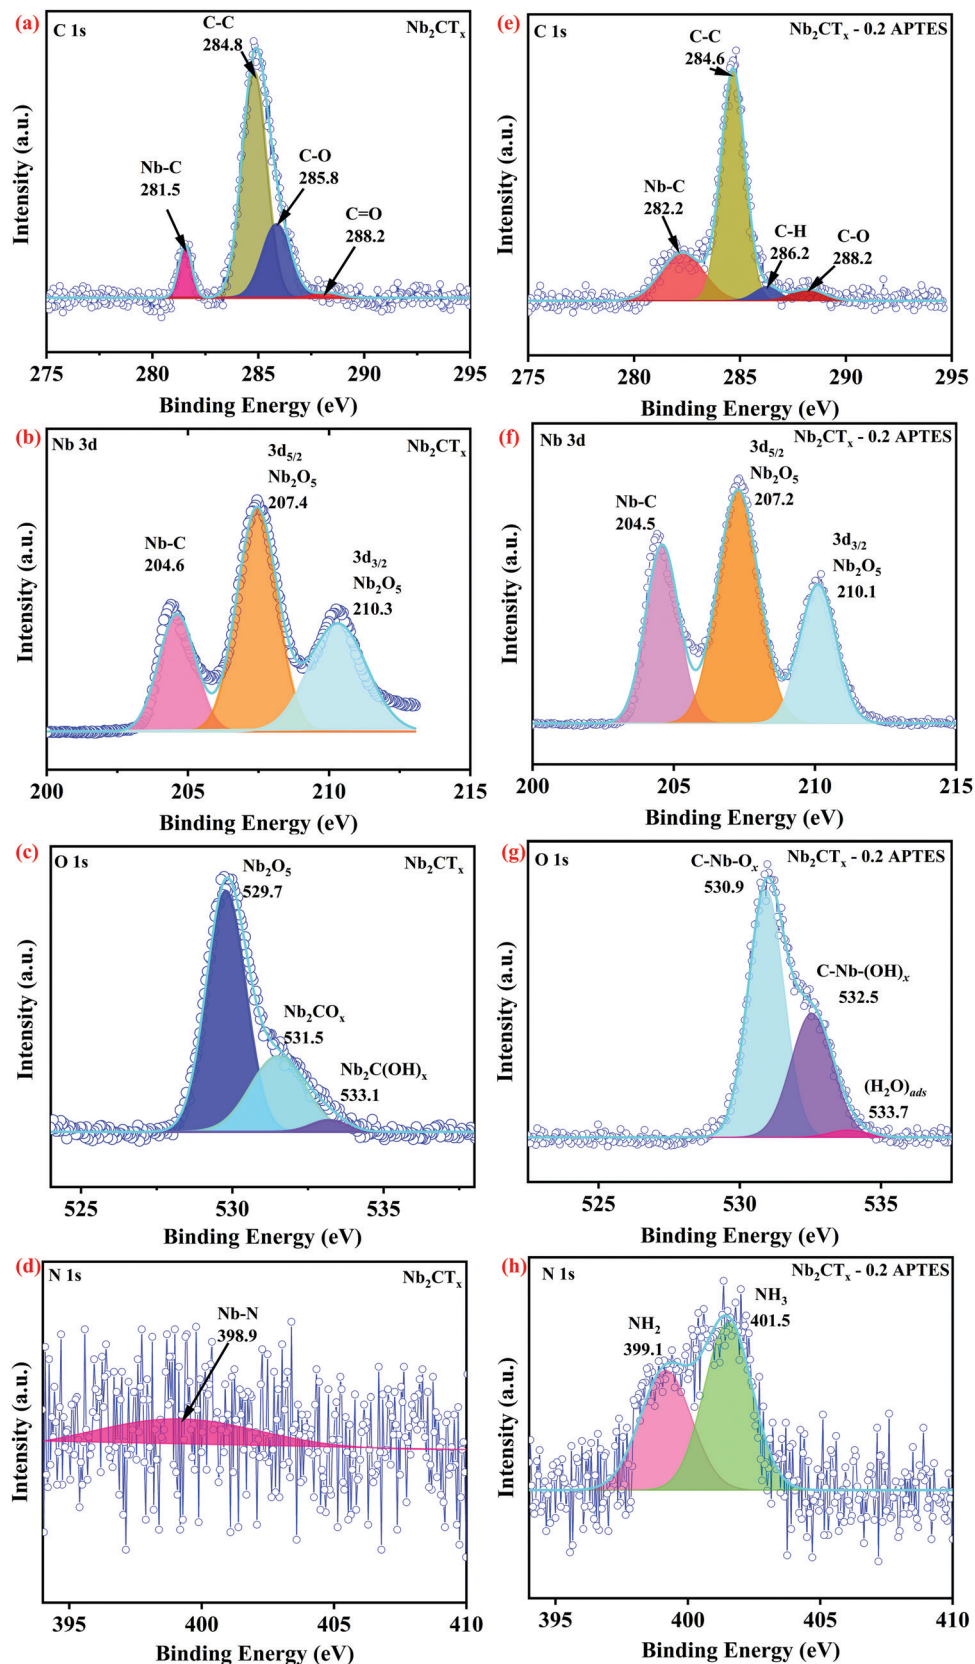 (a)
C 1s
Nb₂CTₓ
C-C
284.8
Nb-C
281.5
C-O
285.8
C=O
288.2
Intensity (a.u.)
275 280 285 290 295
Binding Energy (eV)
(e)
C 1s
Nb₂CTₓ - 0.2 APTES
C-C
284.6
Nb-C
282.2
C-H
286.2
C-O
288.2
Intensity (a.u.)
275 280 285 290 295
Binding Energy (eV)
(b)
Nb 3d
Nb₂CTₓ
3d₅/₂
Nb₂O₅
207.4
Nb-C
204.6
3d₃/₂
Nb₂O₅
210.3
Intensity (a.u.)
200 205 210 215
Binding Energy (eV)
(f)
Nb 3d
Nb₂CTₓ - 0.2 APTES
3d₅/₂
Nb₂O₅
207.2
Nb-C
204.5
3d₃/₂
Nb₂O₅
210.1
Intensity (a.u.)
200 205 210 215
Binding Energy (eV)
(c)
O 1s
Nb₂CTₓ
Nb₂O₅
529.7
Nb₂COₓ
531.5
Nb₂C(OH)ₓ
533.1
Intensity (a.u.)
525 530 535
Binding Energy (eV)
(g)
O 1s
Nb₂CTₓ - 0.2 APTES
C-Nb-Oₓ
530.9
C-Nb-(OH)ₓ
532.5
(H₂O)ads
533.7
Intensity (a.u.)
525 530 535
Binding Energy (eV)
(d)
N 1s
Nb₂CTₓ
Nb-N
398.9
Intensity (a.u.)
395 400 405 410
Binding Energy (eV)
(h)
N 1s
Nb₂CTₓ - 0.2 APTES
NH₂
399.1
NH₃
401.5
Intensity (a.u.)
395 400 405 410
Binding Energy (eV)